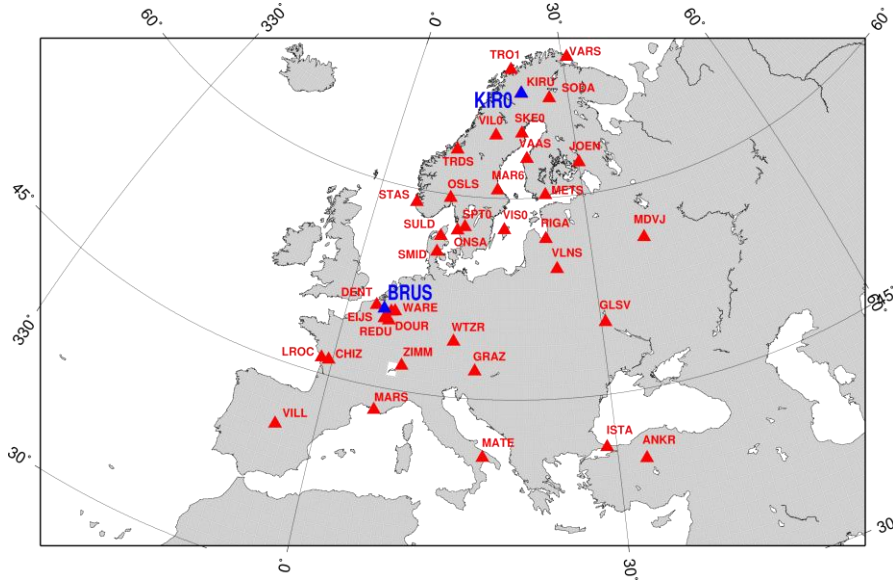 330˚
0˚
30˚
60˚
60˚
TRO1
VARS
KIRU
SODA
KIR0
VIL0
SKE0
VAAS
JOEN
TRDS
MAR6
METS
OSLS
STAS
SPT0
VIS0
RIGA
MDVJ
SULD
ONSA
SMID
VLNS
45˚
60˚
45˚
DENT
BRUS
WARE
EIJS
DOUR
REDU
GLSV
330˚
WTZR
LROC
CHIZ
ZIMM
GRAZ
MARS
VILL
MATE
ISTA
ANKR
30˚
30˚
0˚
30˚